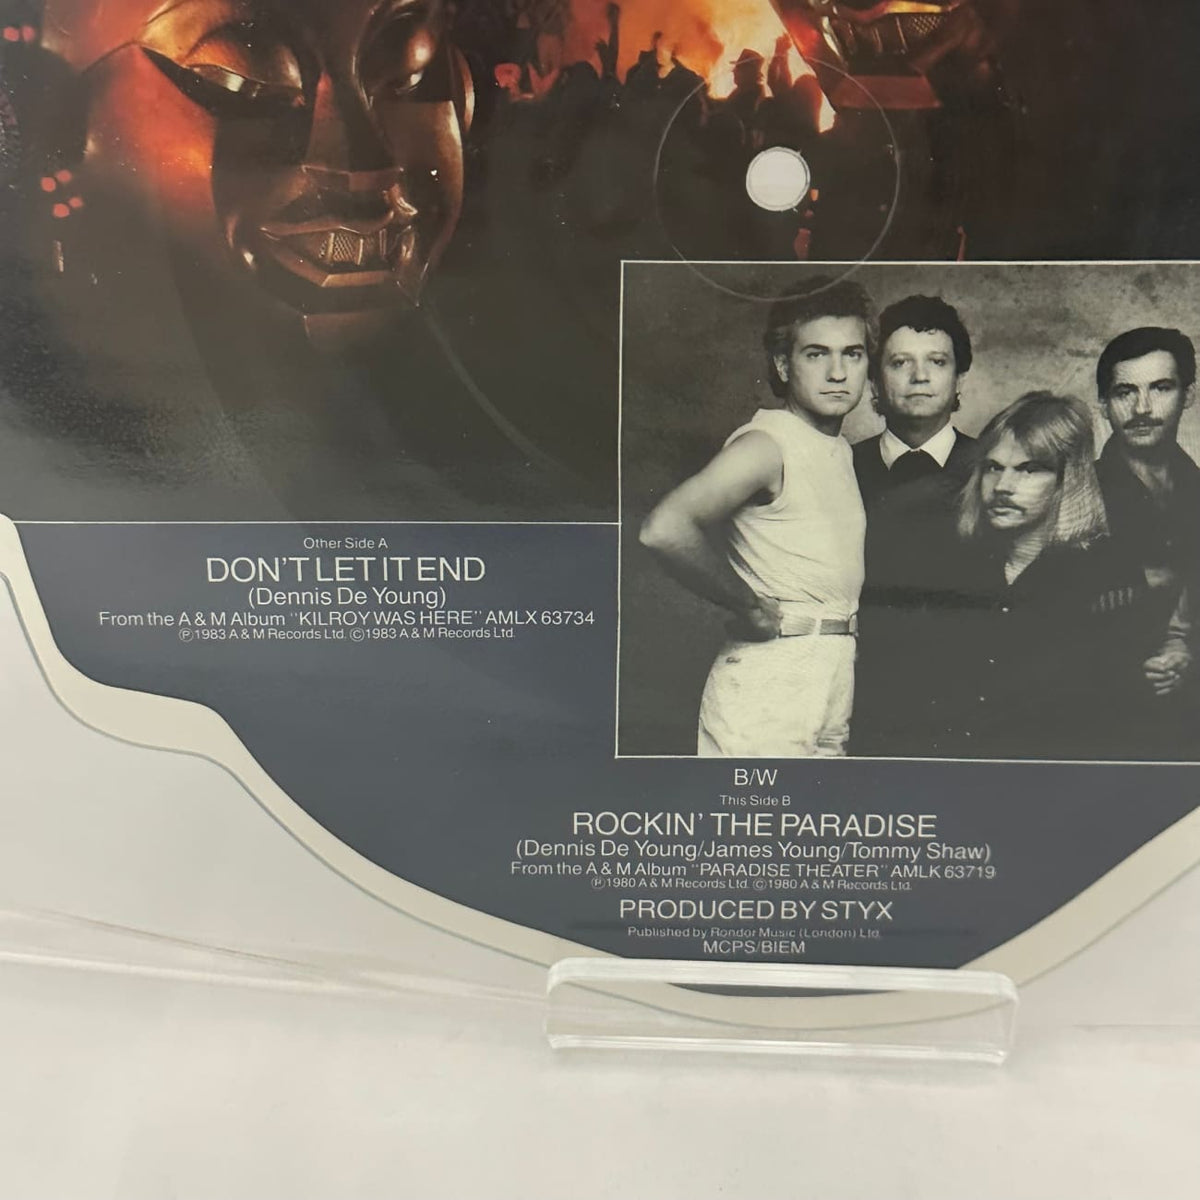 Other Side A
DON'T LET IT END
(Dennis De Young)
From the A & M Album "KILROY WAS HERE" AMLX 63734
Ⓟ1983 A & M Records Ltd. ©1983 A & M Records Ltd.
B/W
This Side B
ROCKIN' THE PARADISE
(Dennis De Young/James Young/Tommy Shaw)
From the A & M Album "PARADISE THEATER" AMLK 63719
Ⓟ1980 A & M Records Ltd. ©1980 A & M Records Ltd.
PRODUCED BY STYX
Published by Rondor Music (London) Ltd.
MCPS/BIEM